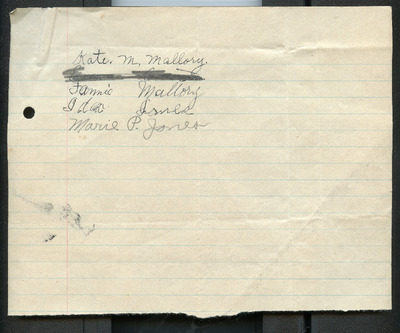 Kate. M. Mallory.
Fannie Mallory
Ida Jones
Marie P. Jones